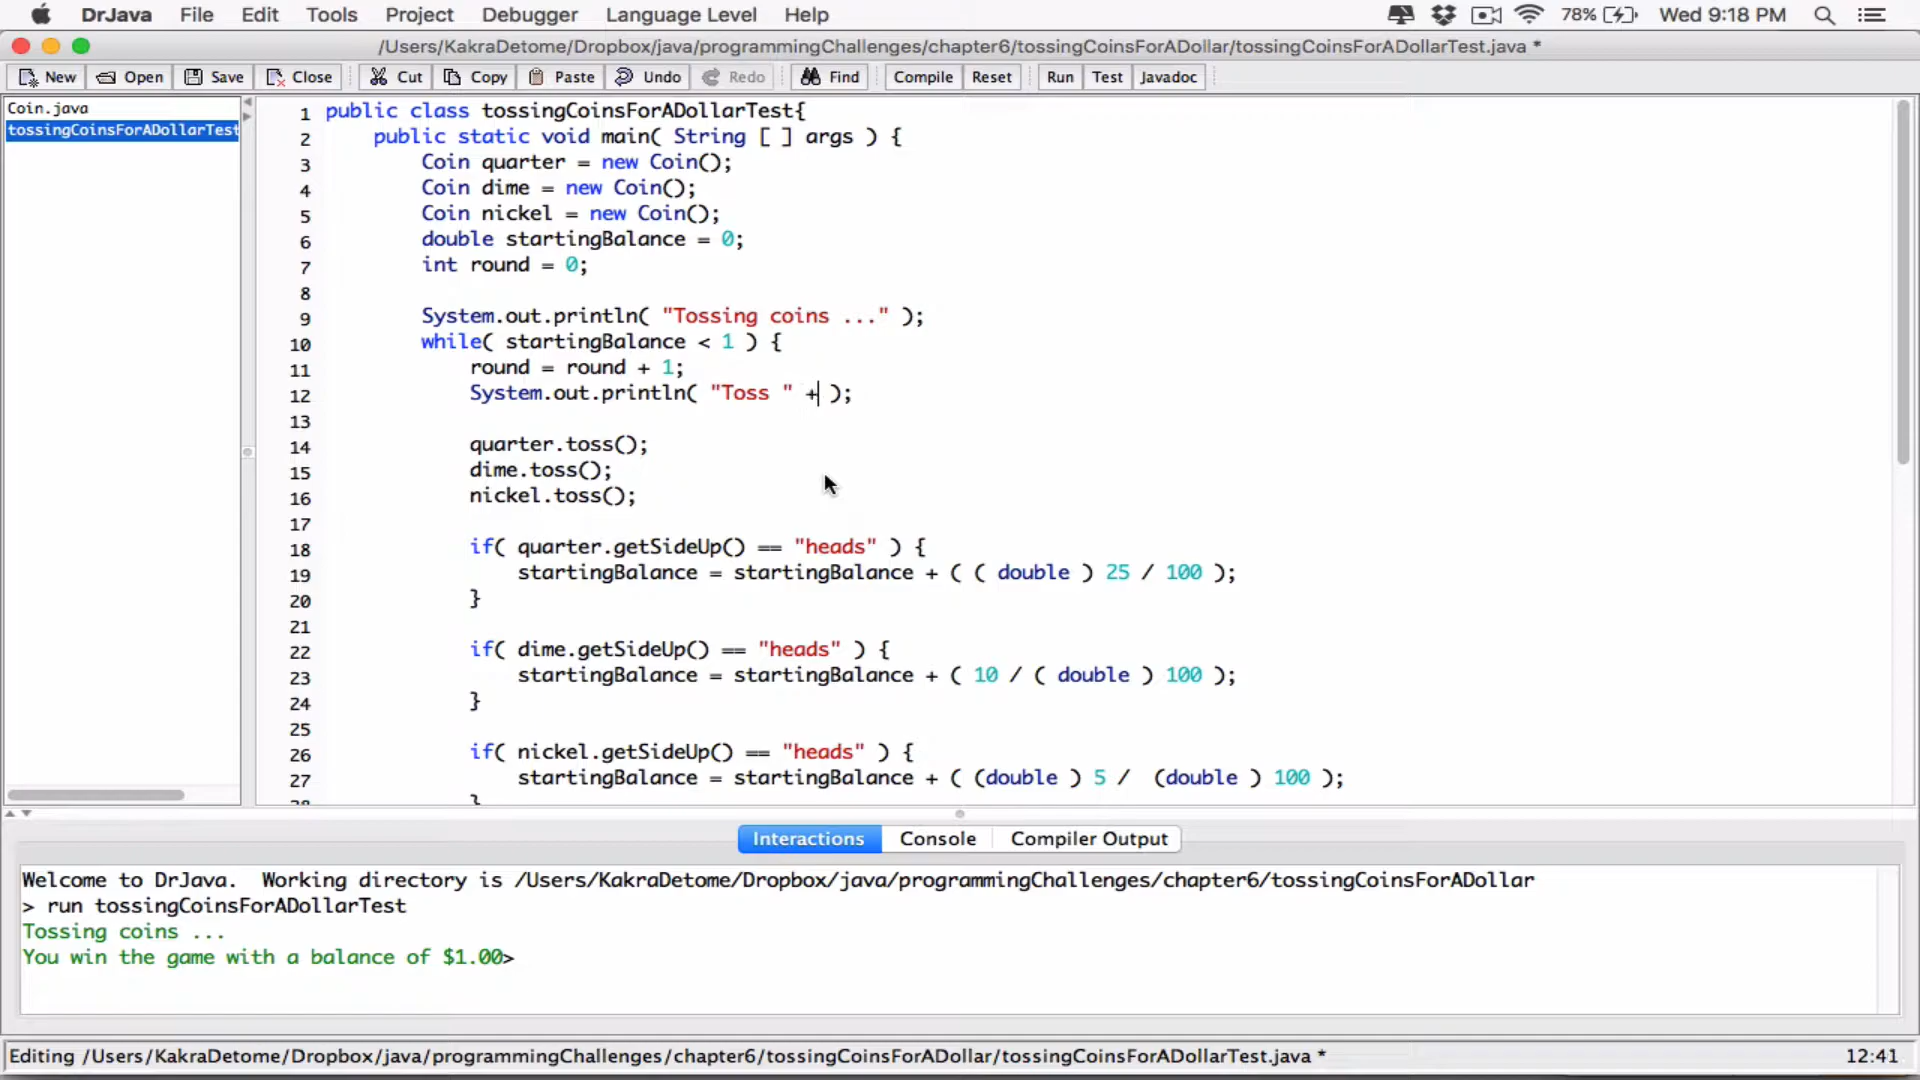 DrJava File Edit Tools Project Debugger Language Level Help 78% Wed 9:18 PM
/Users/KakraDetome/Dropbox/java/programmingChallenges/chapter6/tossingCoinsForADollar/tossingCoinsForADollarTest.java *
New Open Save Close Cut Copy Paste Undo Redo Find Compile Reset Run Test Javadoc
Coin.java
tossingCoinsForADollarTest
1 public class tossingCoinsForADollarTest{
2 public static void main( String [ ] args ) {
3 Coin quarter = new Coin();
4 Coin dime = new Coin();
5 Coin nickel = new Coin();
6 double startingBalance = 0;
7 int round = 0;
8
9 System.out.println( "Tossing coins ..." );
10 while( startingBalance < 1 ) {
11 round = round + 1;
12 System.out.println( "Toss " + );
13
14 quarter.toss();
15 dime.toss();
16 nickel.toss();
17
18 if( quarter.getSideUp() == "heads" ) {
19 startingBalance = startingBalance + ( ( double ) 25 / 100 );
20 }
21
22 if( dime.getSideUp() == "heads" ) {
23 startingBalance = startingBalance + ( 10 / ( double ) 100 );
24 }
25
26 if( nickel.getSideUp() == "heads" ) {
27 startingBalance = startingBalance + ( (double ) 5 / (double ) 100 );
Interactions Console Compiler Output
Welcome to DrJava. Working directory is /Users/KakraDetome/Dropbox/java/programmingChallenges/chapter6/tossingCoinsForADollar
> run tossingCoinsForADollarTest
Tossing coins ...
You win the game with a balance of $1.00>
Editing /Users/KakraDetome/Dropbox/java/programmingChallenges/chapter6/tossingCoinsForADollar/tossingCoinsForADollarTest.java * 12:41